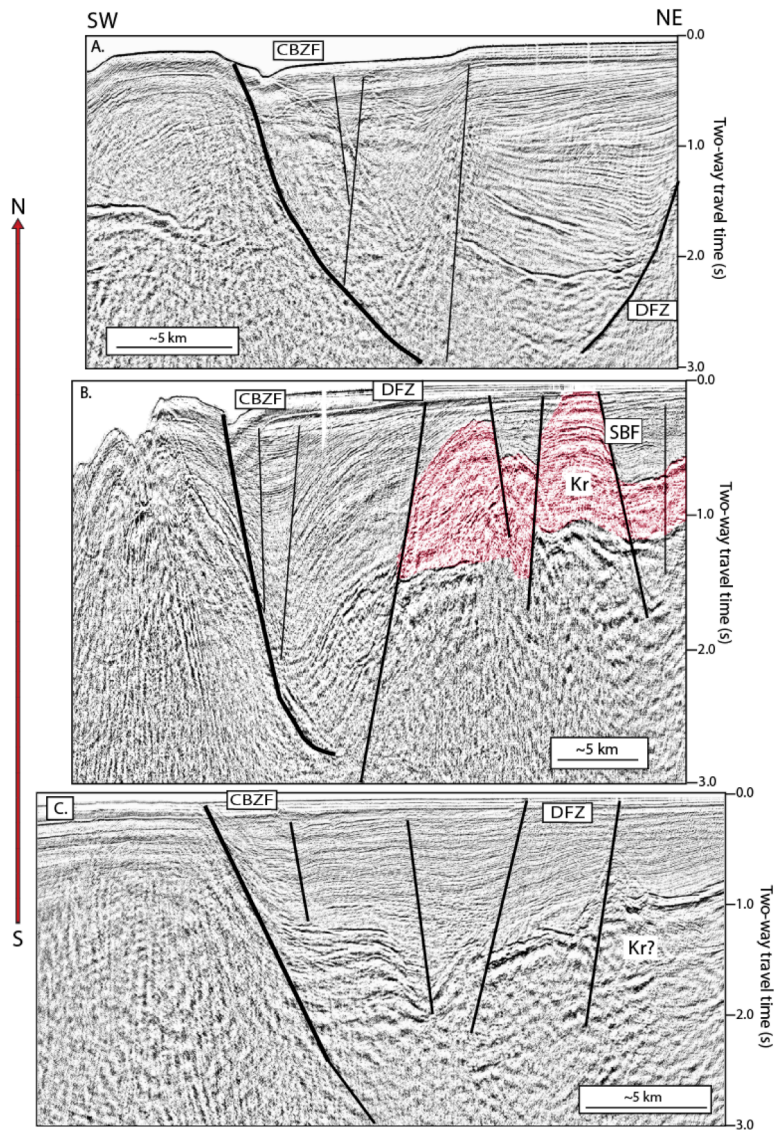 SW
NE
A.
CBZF
0.0
1.0
2.0
3.0
Two-way travel time (s)
DFZ
~5 km
N
S
B.
CBZF
DFZ
SBF
Kr
0.0
1.0
2.0
3.0
Two-way travel time (s)
~5 km
C.
CBZF
DFZ
Kr?
0.0
1.0
2.0
3.0
Two-way travel time (s)
~5 km